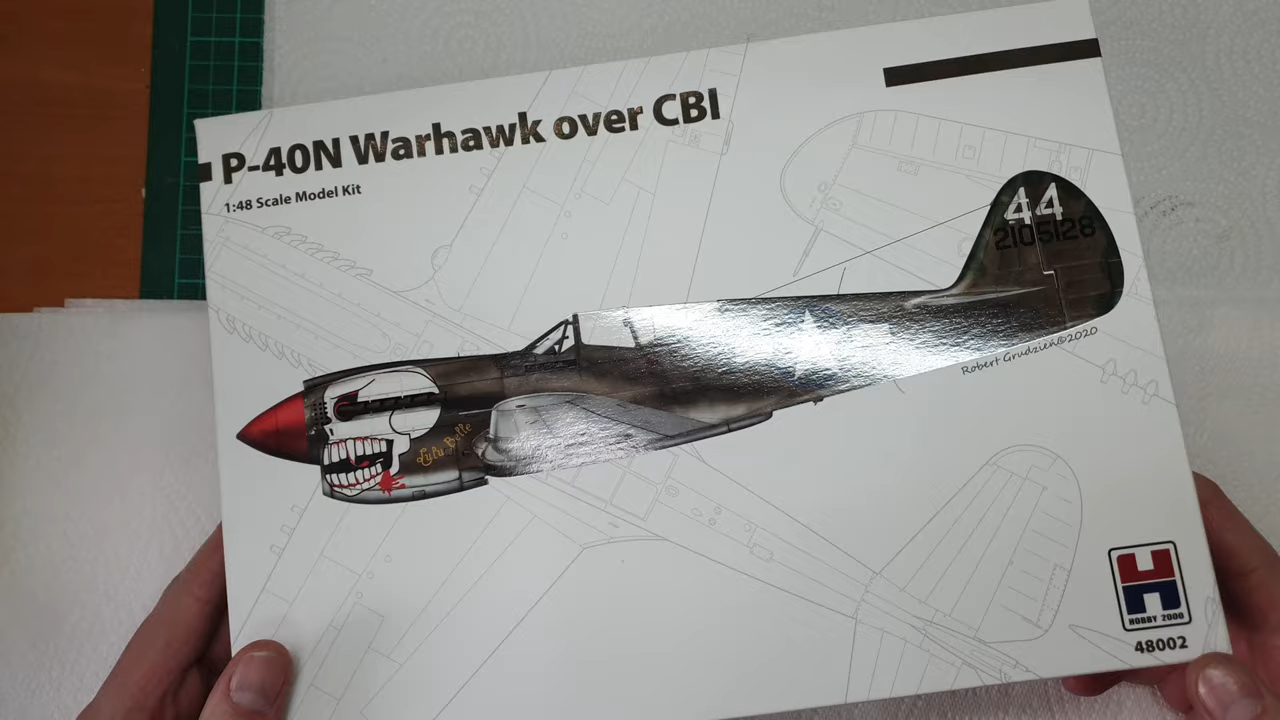 P-40N Warhawk over CBI
1:48 Scale Model Kit
44
2105128
Robert Grudzień©2020
Lulu Belle
H
HOBBY 2000
48002